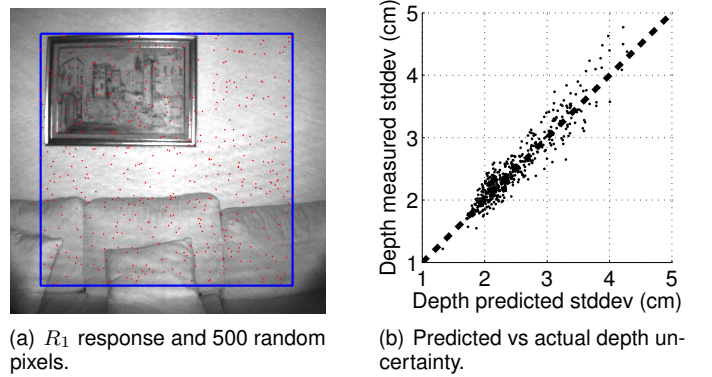 5
4
3
2
1
Depth measured stddev (cm)
1 2 3 4 5
Depth predicted stddev (cm)
(a) R1 response and 500 random
pixels.
(b) Predicted vs actual depth un-
certainty.